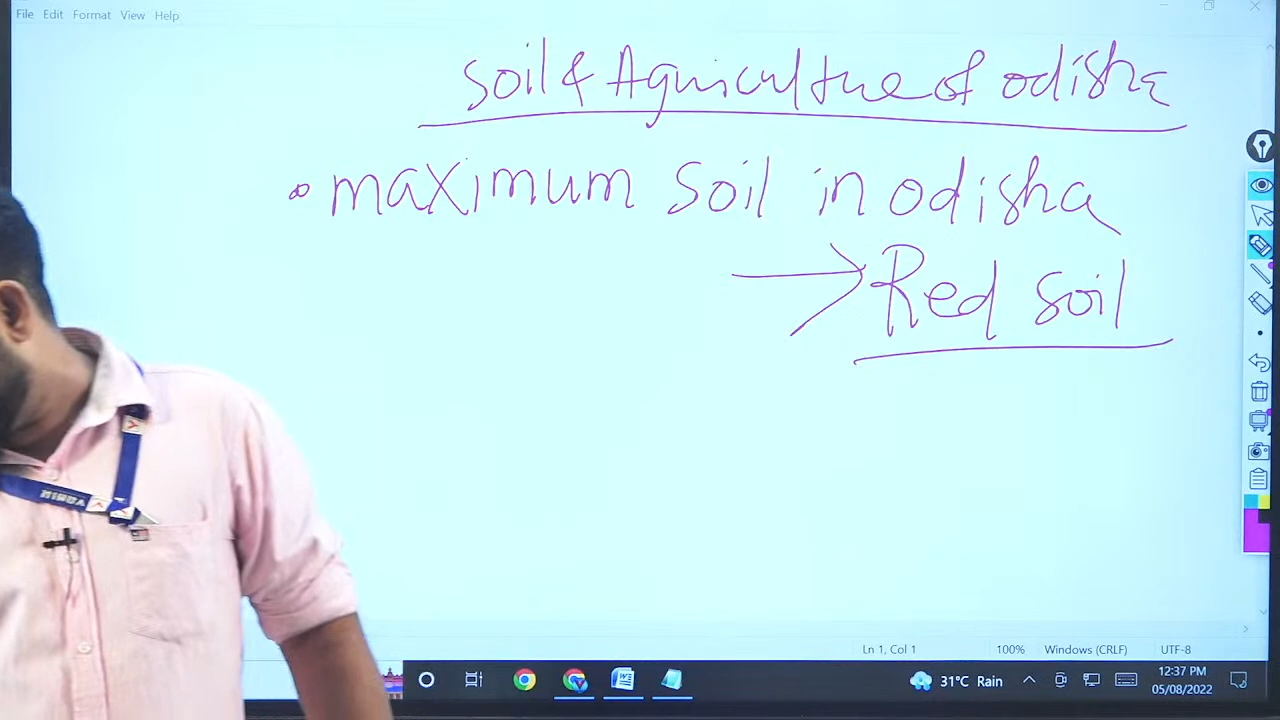 File Edit Format View Help
Soil & Agriculture of odisha
• maximum soil in odisha
→ Red soil
MINDA
Ln 1, Col 1 100% Windows (CRLF) UTF-8
31°C Rain 12:37 PM
05/08/2022